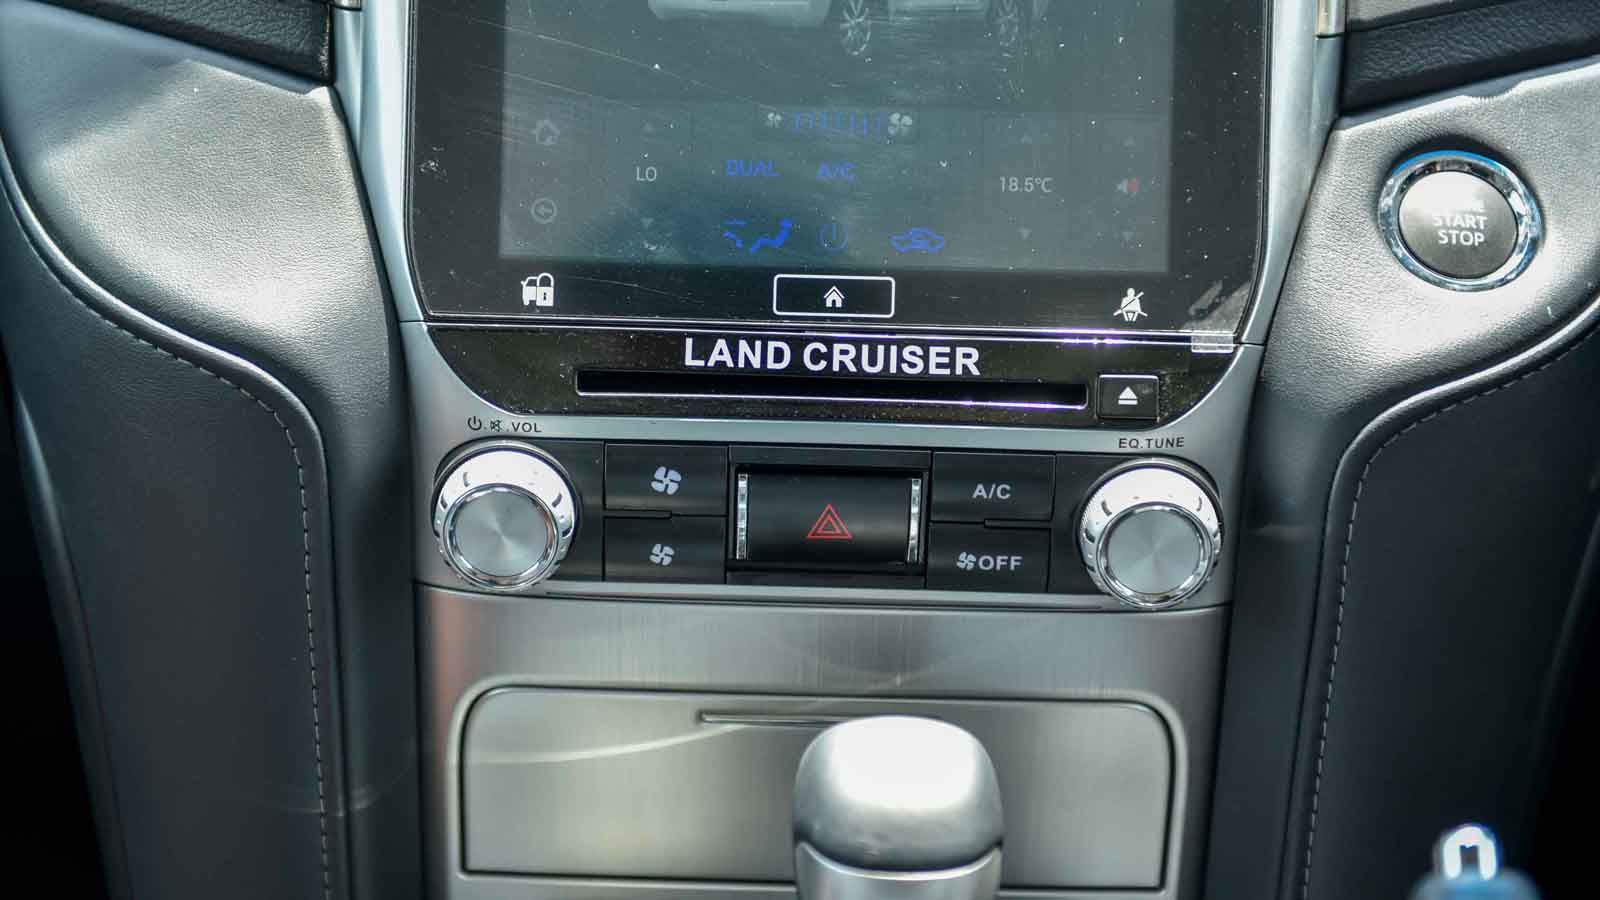 DUAL A/C
LO
18.5°C
START
STOP
LAND CRUISER
VOL
EQ.TUNE
A/C
OFF